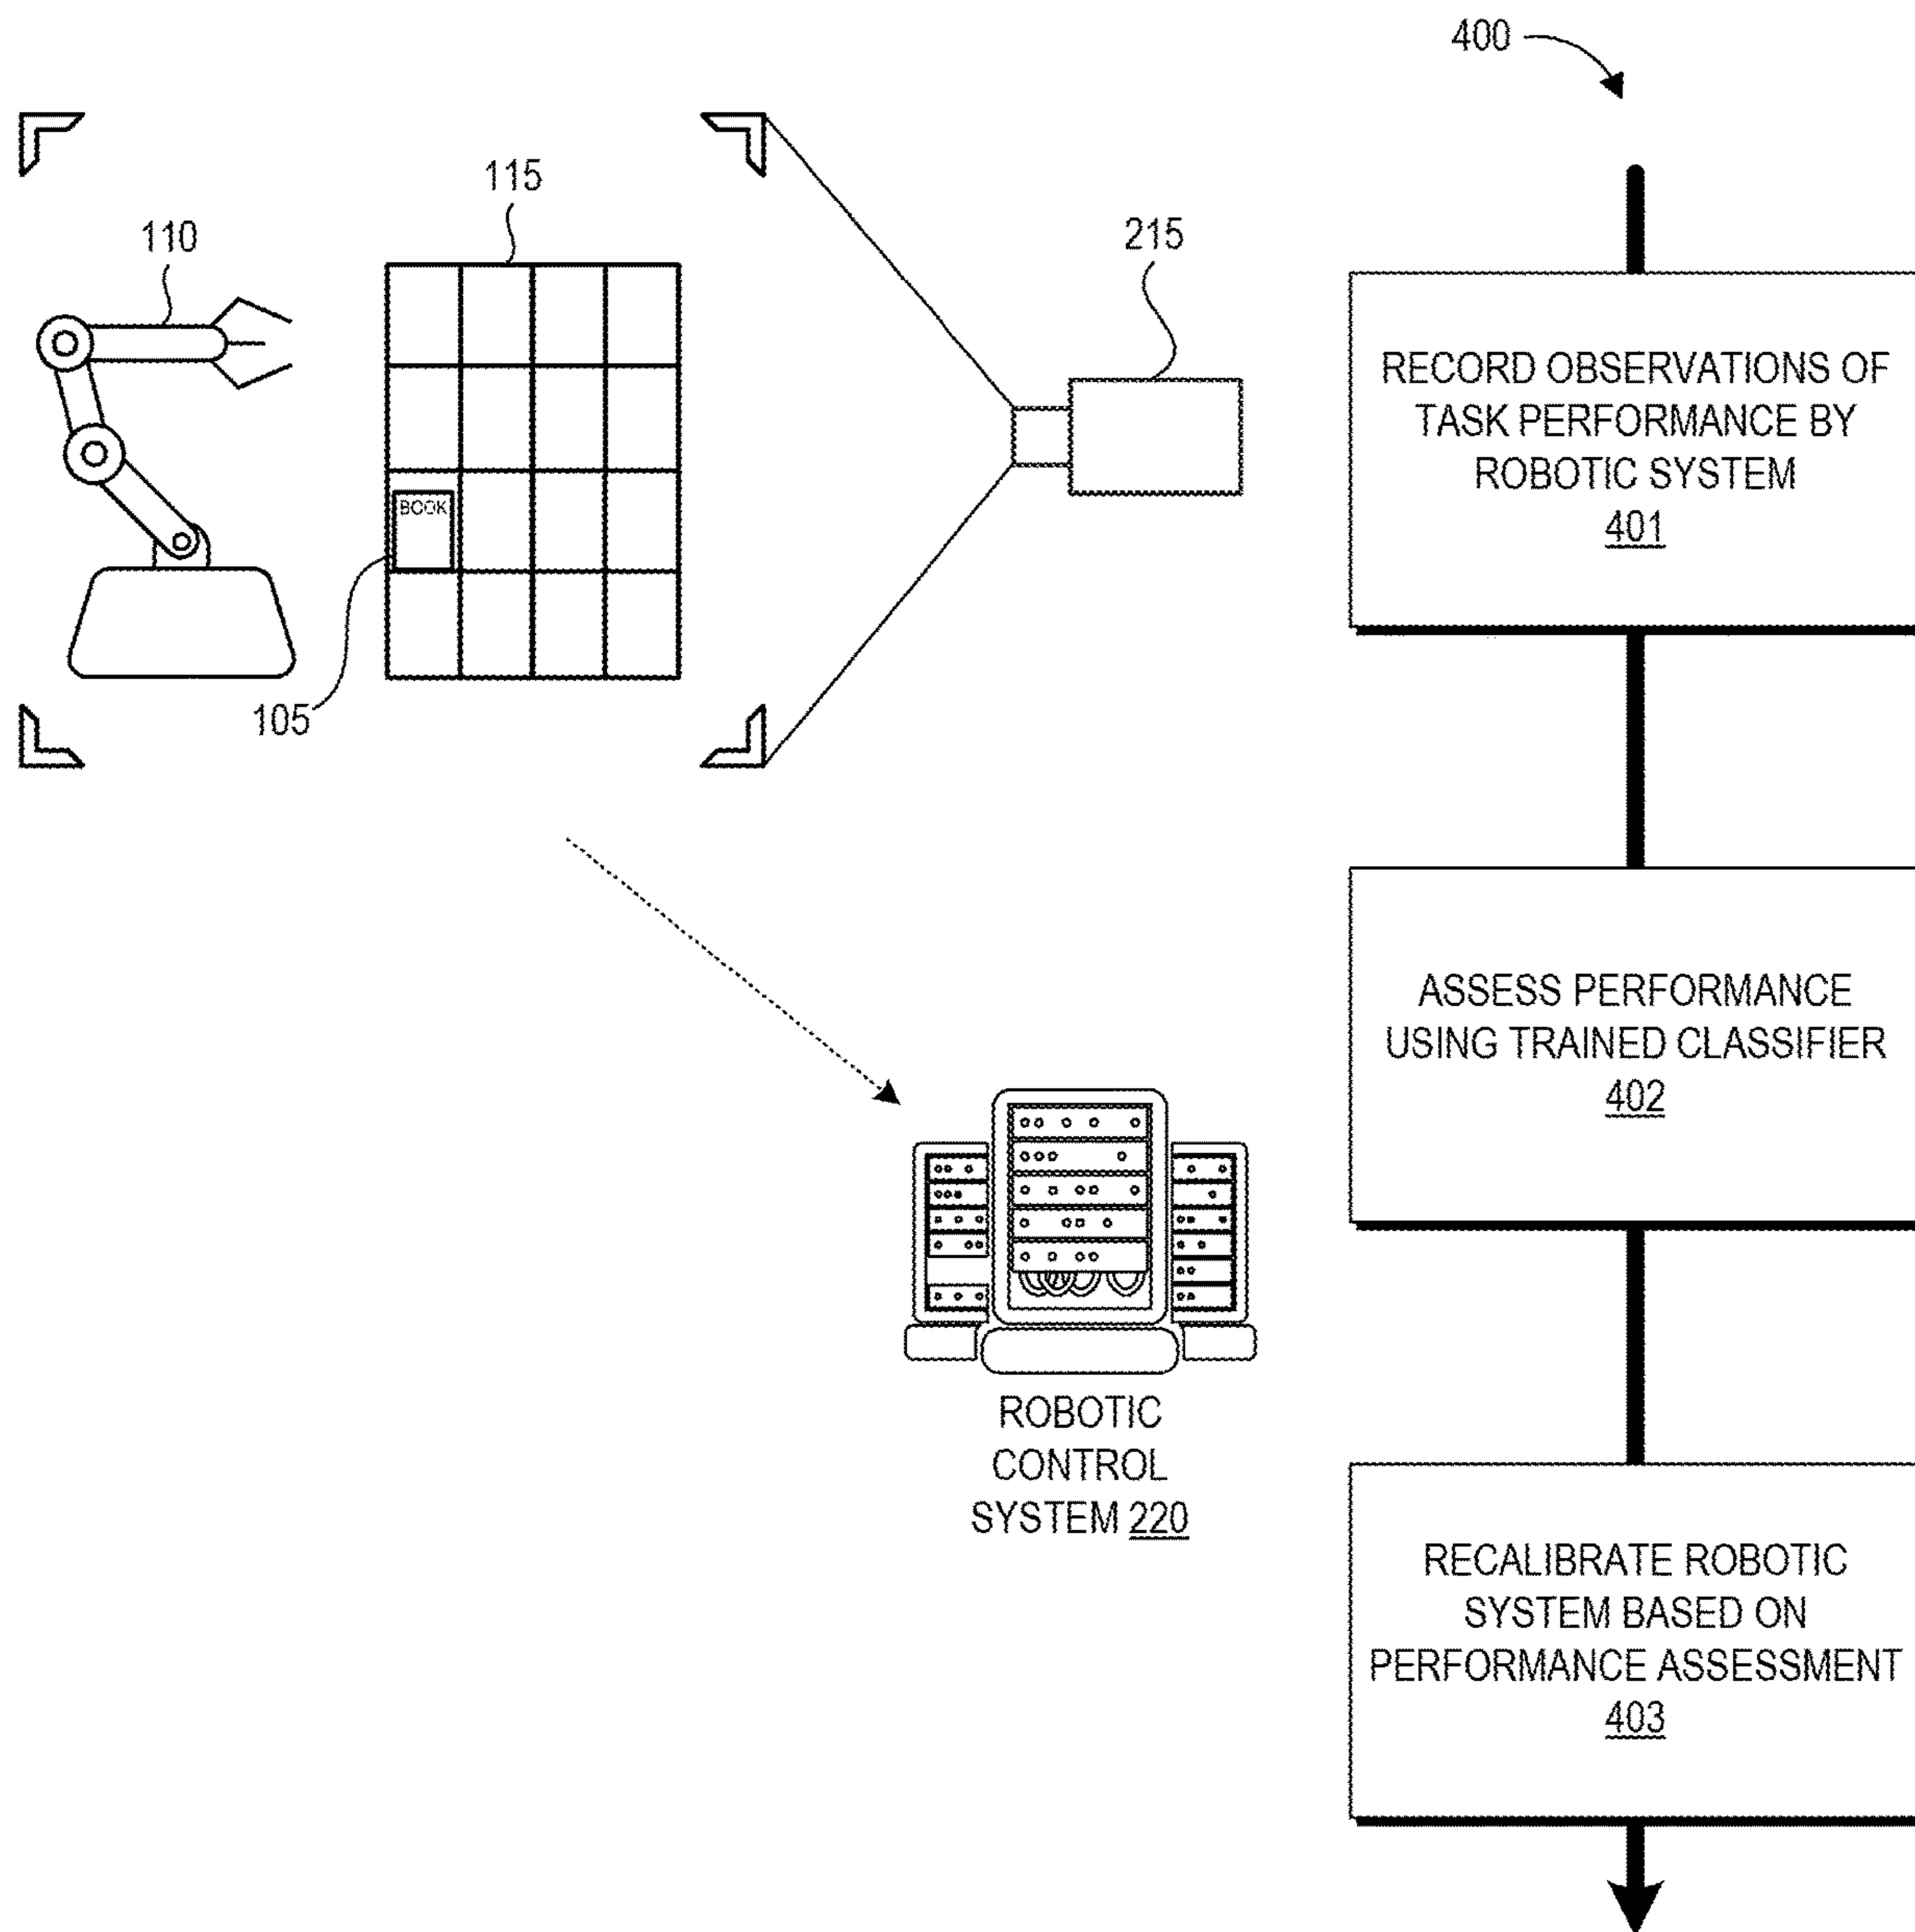 400
115
110
215
BOOK
105
RECORD OBSERVATIONS OF
TASK PERFORMANCE BY
ROBOTIC SYSTEM
401
ASSESS PERFORMANCE
USING TRAINED CLASSIFIER
402
ROBOTIC
CONTROL
SYSTEM 220
RECALIBRATE ROBOTIC
SYSTEM BASED ON
PERFORMANCE ASSESSMENT
403